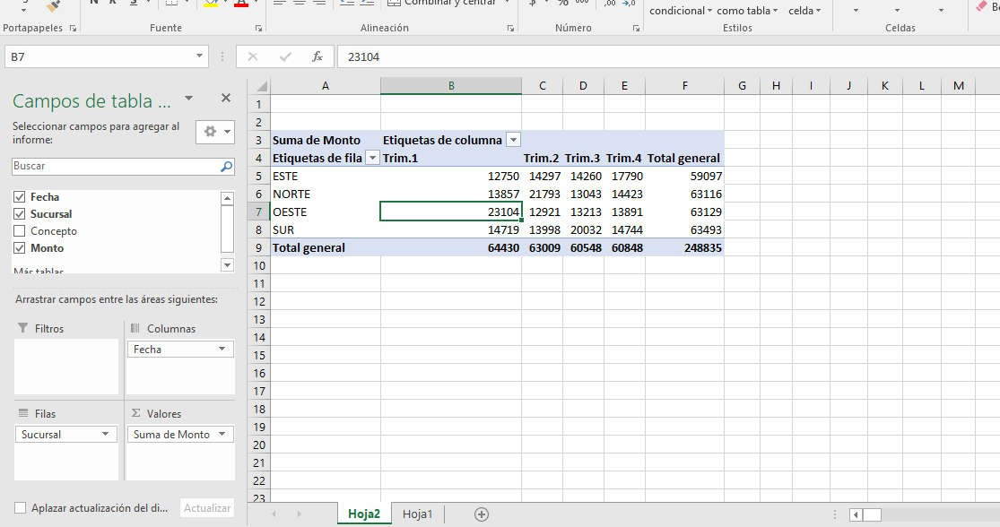 Combinar y centrar
$ % 000 ,00 ,0
condicional como tabla celda
Portapapeles Fuente Alineación Número Estilos Celdas
B7 fx 23104
Campos de tabla ...
Seleccionar campos para agregar al
informe:
Buscar
Fecha
Sucursal
Concepto
Monto
Más tablas
Arrastrar campos entre las áreas siguientes:
Filtros
Columnas
Fecha
Filas
Σ Valores
Sucursal
Suma de Monto
Aplazar actualización del di...
Actualizar
A B C D E F G H I J K L M
1
2
3 Suma de Monto Etiquetas de columna
4 Etiquetas de fila Trim.1 Trim.2 Trim.3 Trim.4 Total general
5 ESTE 12750 14297 14260 17790 59097
6 NORTE 13857 21793 13043 14423 63116
7 OESTE 23104 12921 13213 13891 63129
8 SUR 14719 13998 20032 14744 63493
9 Total general 64430 63009 60548 60848 248835
10
11
12
13
14
15
16
17
18
19
20
21
22
23
Hoja2 Hoja1